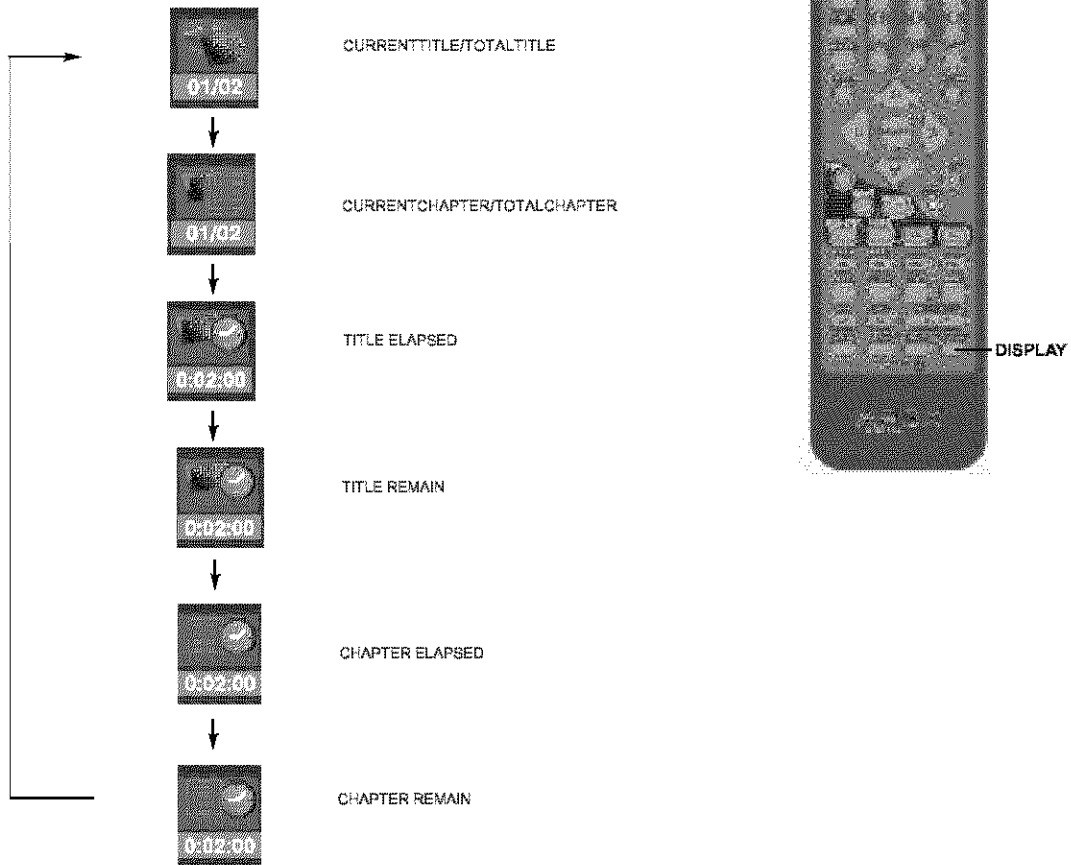 CURRENTTITLE/TOTALTITLE
01/02
CURRENTCHAPTER/TOTALCHAPTER
01/02
TITLE ELAPSED
0:02:00
DISPLAY
TITLE REMAIN
0:02:00
CHAPTER ELAPSED
0:02:00
CHAPTER REMAIN
0:02:00